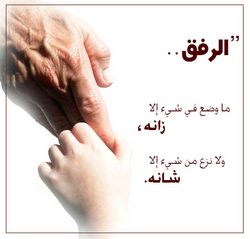 "الرفق..
ما وضع في شيء إلا
زانه،
ولا نزع من شيء إلا
شانه.